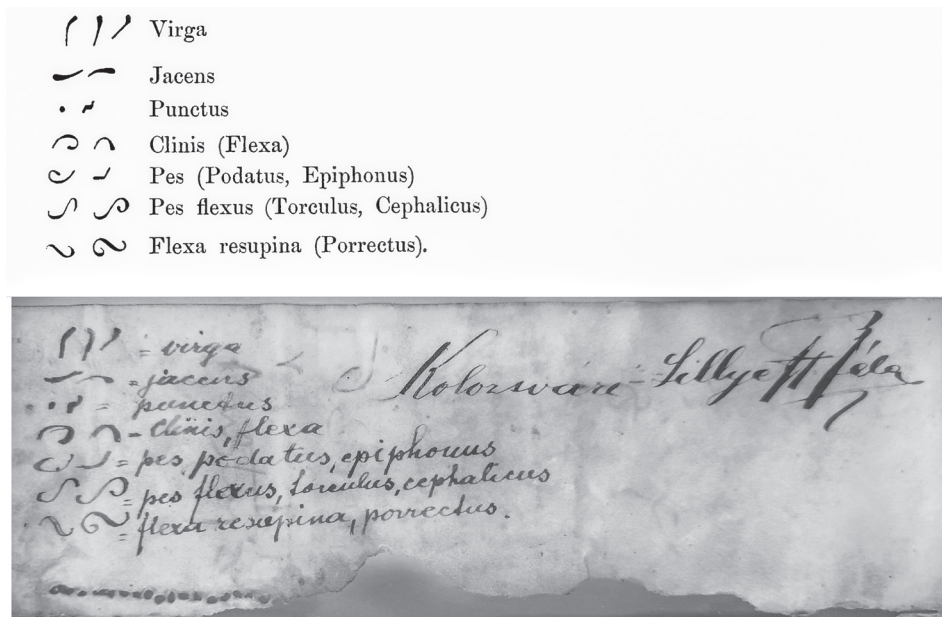 Virga
Jacens
Punctus
Clinis (Flexa)
Pes (Podatus, Epiphonus)
Pes flexus (Torculus, Cephalicus)
Flexa resupina (Porrectus).
= virga
= jacens
= punctus
- Clinis, flexa
= pes, podatus, epiphonus
= pes flexus, torculus, cephalicus
= flexa resupina, porrectus.
Kolozsvári - Béla